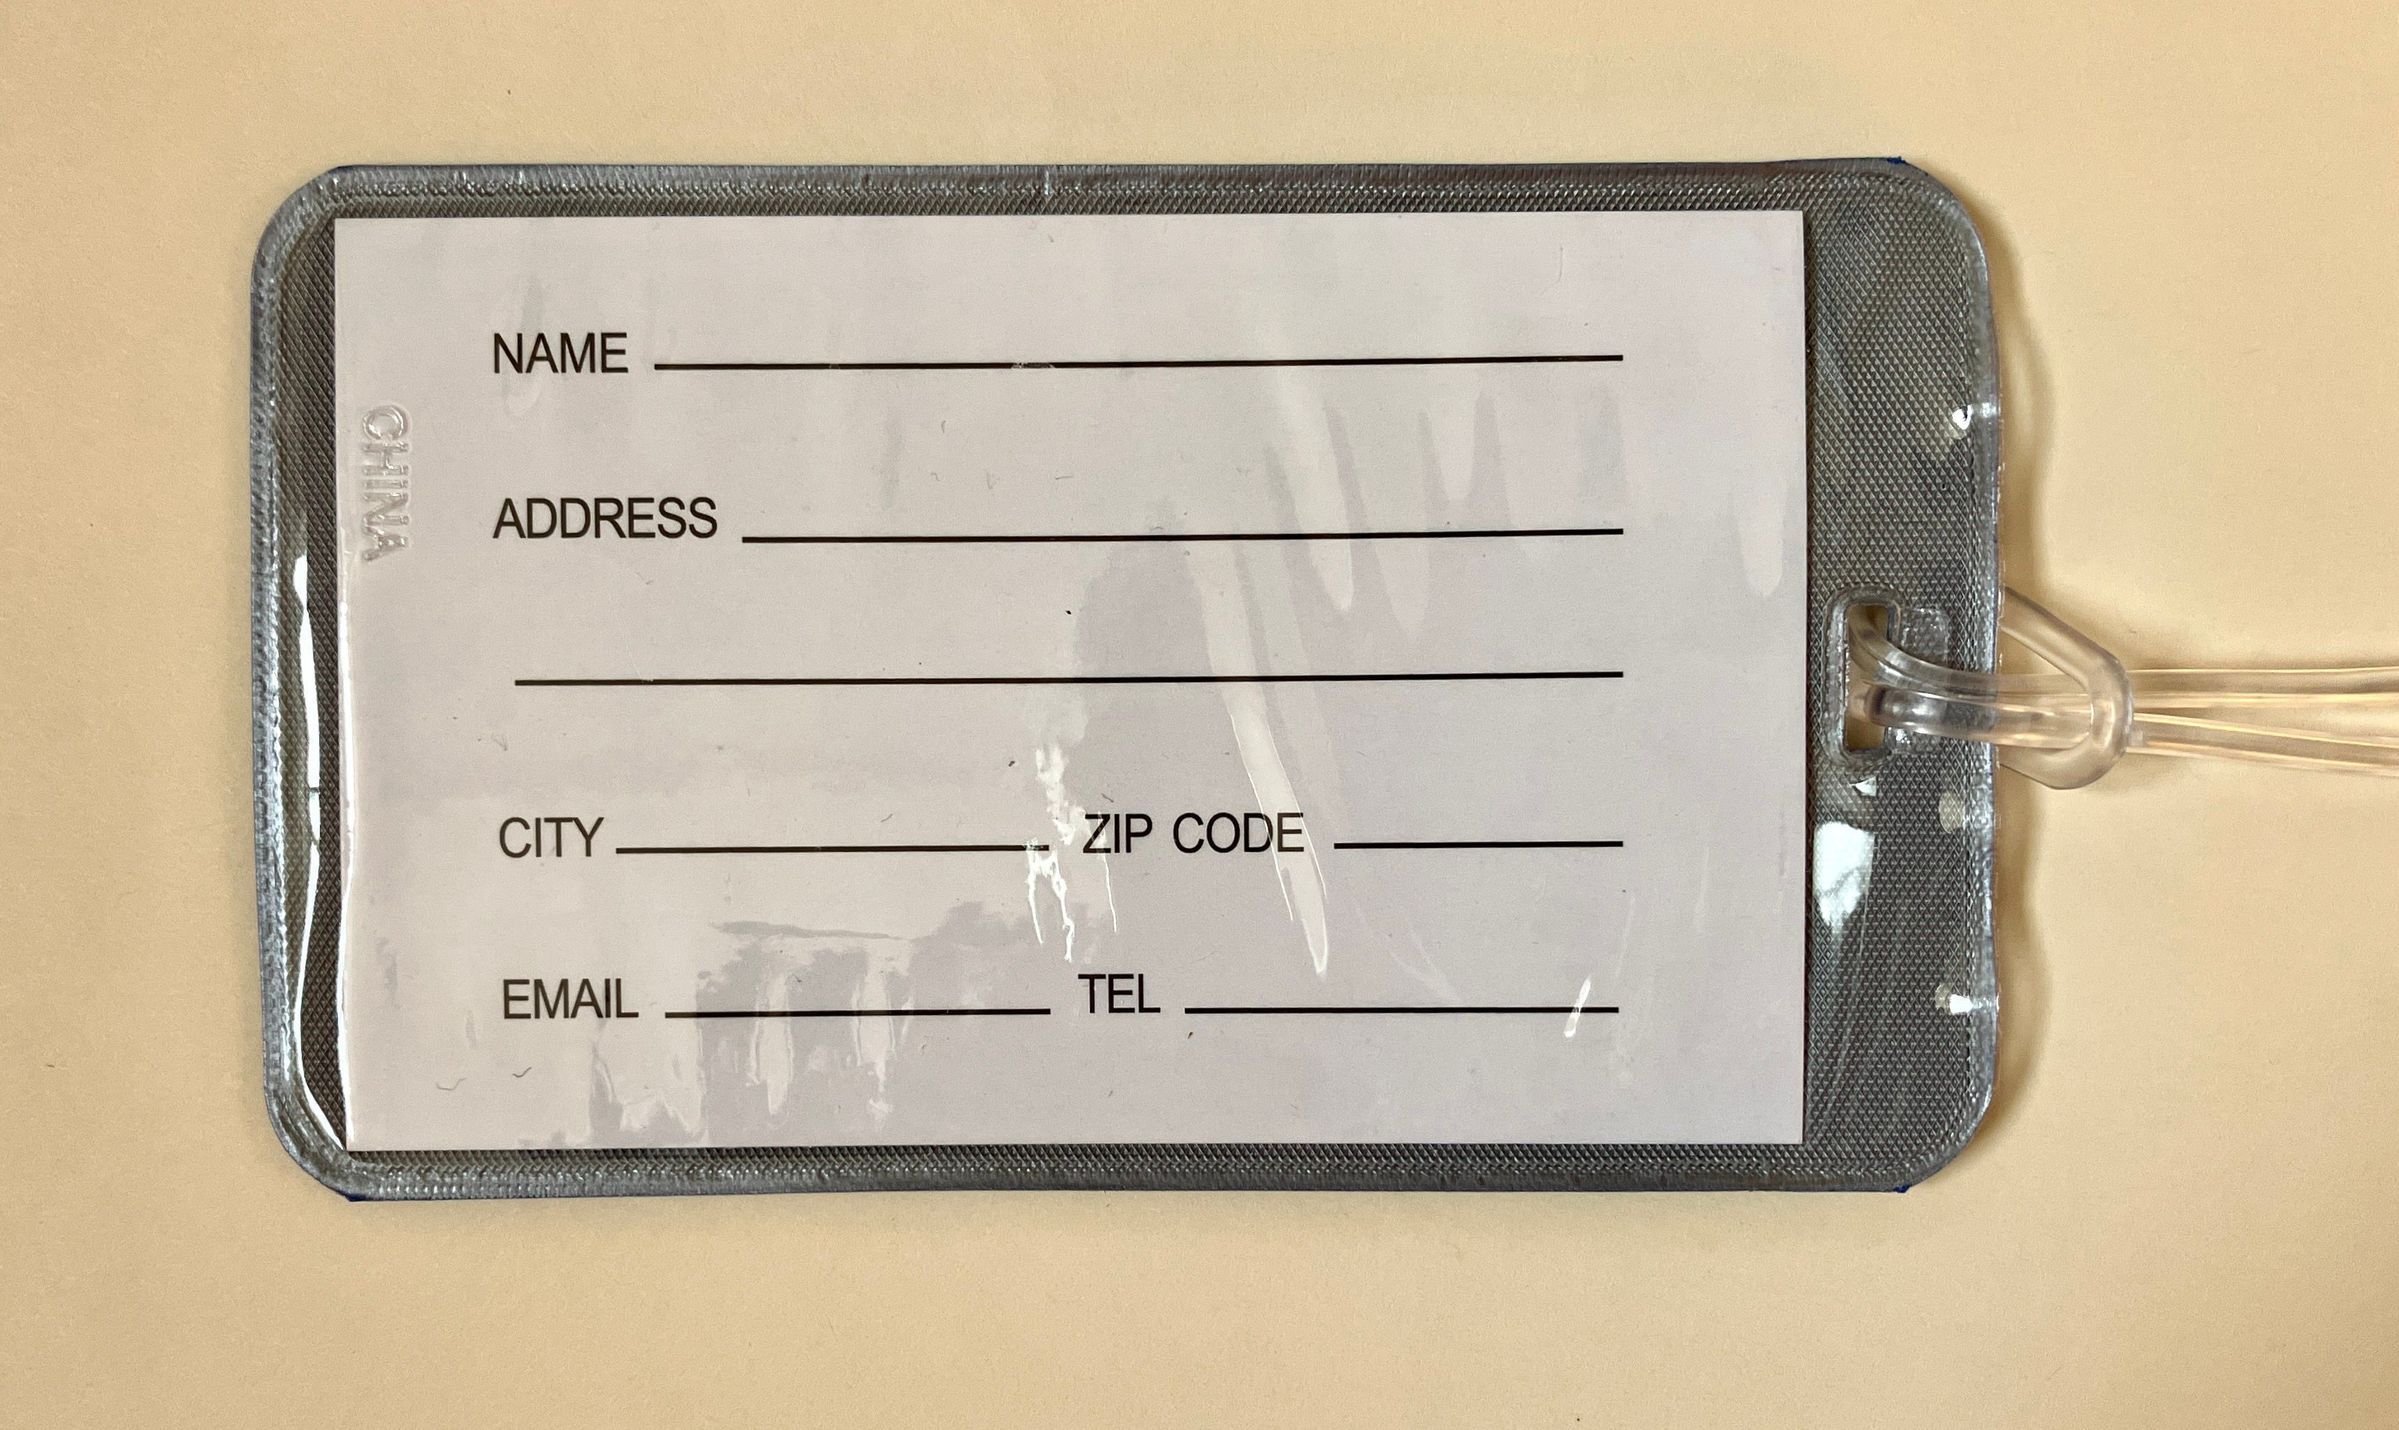 NAME
ADDRESS
CITY ZIP CODE
EMAIL TEL
CHINA